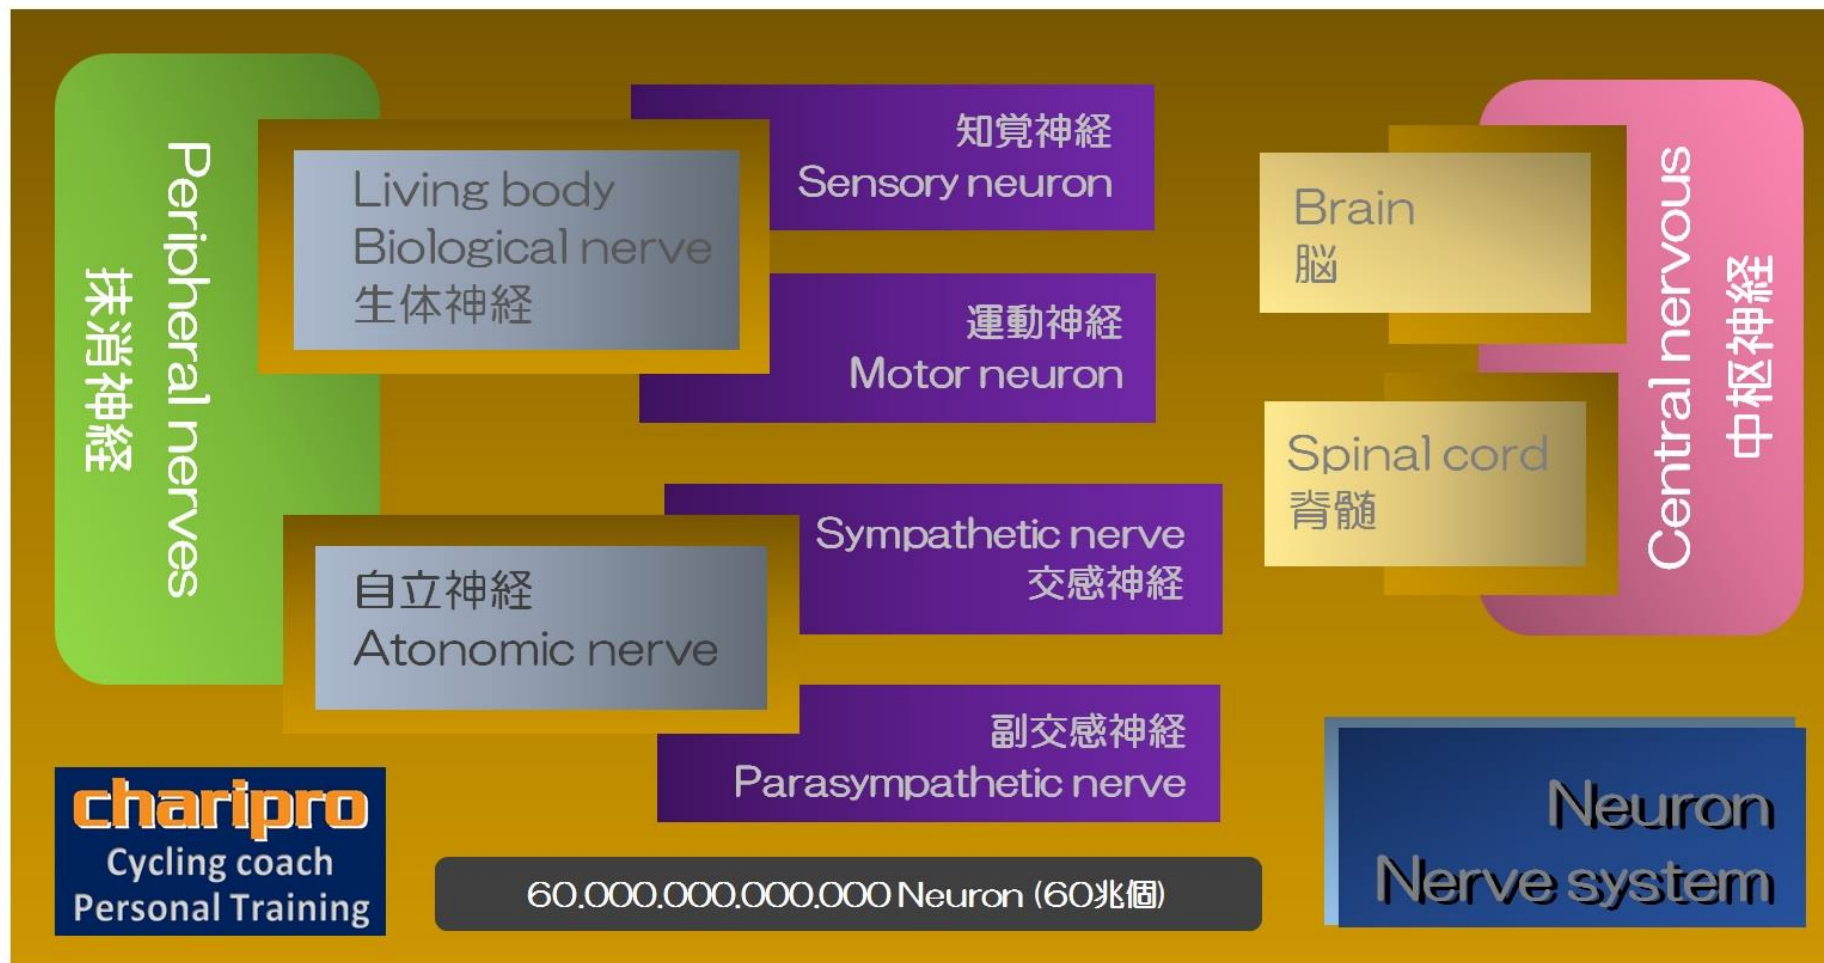 Peripheral nerves
抹消神経
Living body
Biological nerve
生体神経
知覚神経
Sensory neuron
運動神経
Motor neuron
自立神経
Atonomic nerve
Sympathetic nerve
交感神経
副交感神経
Parasympathetic nerve
Brain
脳
Spinal cord
脊髄
Central nervous
中枢神経
charipro
Cycling coach
Personal Training
60.000.000.000.000 Neuron (60兆個)
Neuron
Nerve system